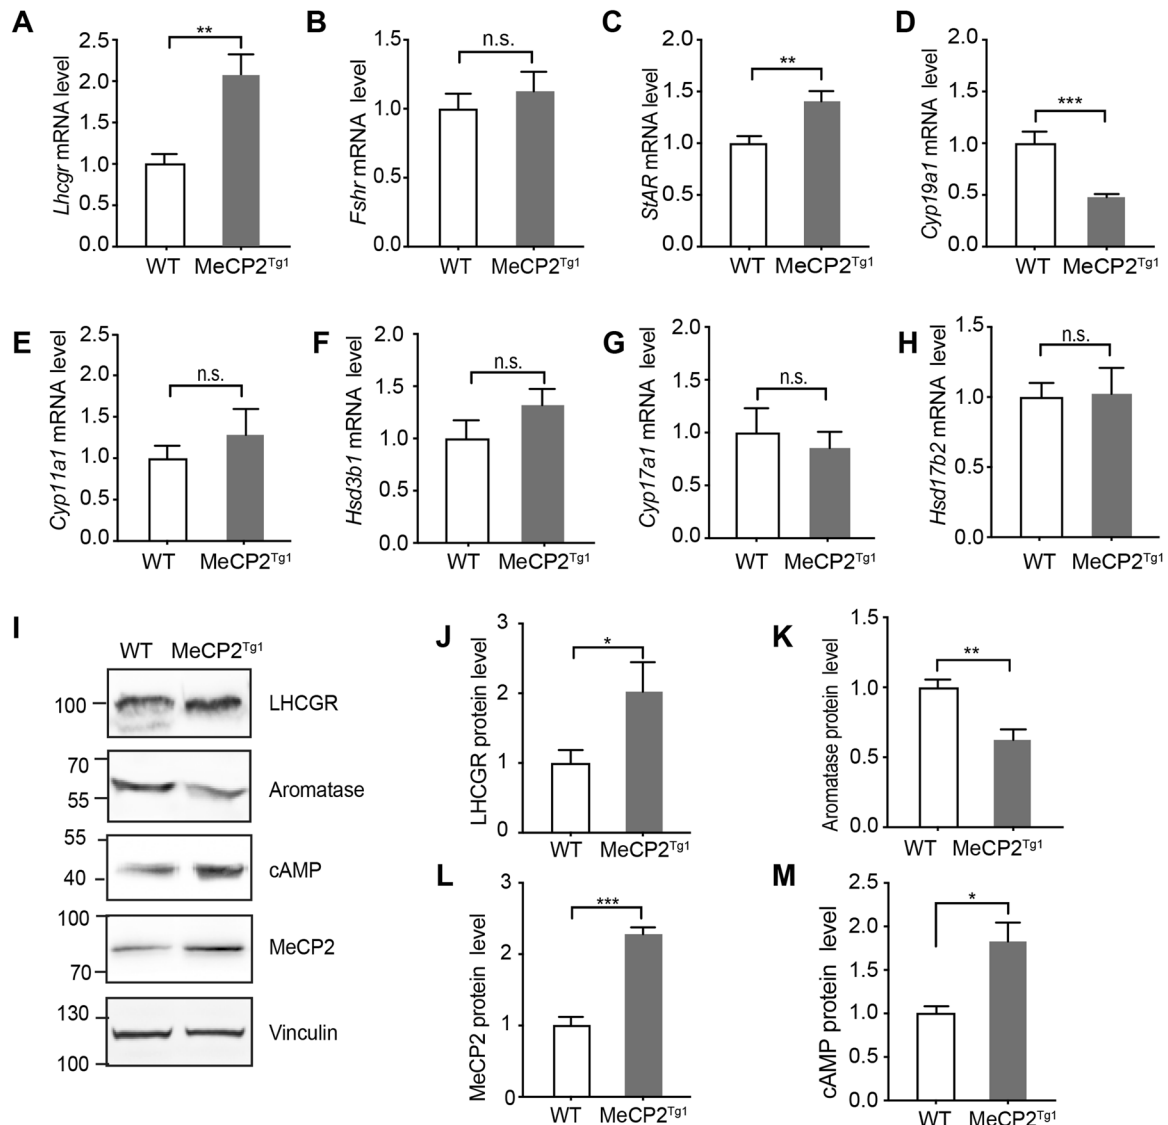 A
Lhcgr mRNA level
2.5
2.0
1.5
1.0
0.5
0.0
**
WT MeCP2Tg1
B
Fshr mRNA level
1.5
1.0
0.5
0.0
n.s.
WT MeCP2Tg1
C
StAR mRNA level
2.0
1.5
1.0
0.5
0.0
**
WT MeCP2Tg1
D
Cyp19a1 mRNA level
2.0
1.5
1.0
0.5
0.0
***
WT MeCP2Tg1
E
Cyp11a1 mRNA level
2.5
2.0
1.5
1.0
0.5
0.0
n.s.
WT MeCP2Tg1
F
Hsd3b1 mRNA level
2.0
1.5
1.0
0.5
0.0
n.s.
WT MeCP2Tg1
G
Cyp17a1 mRNA level
2.0
1.5
1.0
0.5
0.0
n.s.
WT MeCP2Tg1
H
Hsd17b2 mRNA level
1.5
1.0
0.5
0.0
n.s.
WT MeCP2Tg1
I
WT MeCP2Tg1
100 LHCGR
70
55
Aromatase
55
40
cAMP
100
70
MeCP2
130
100
Vinculin
J
LHCGR protein level
3
2
1
0
*
WT MeCP2Tg1
K
Aromatase protein level
1.5
1.0
0.5
0.0
**
WT MeCP2Tg1
L
MeCP2 protein level
3
2
1
0
***
WT MeCP2Tg1
M
cAMP protein level
2.5
2.0
1.5
1.0
0.5
0.0
*
WT MeCP2Tg1